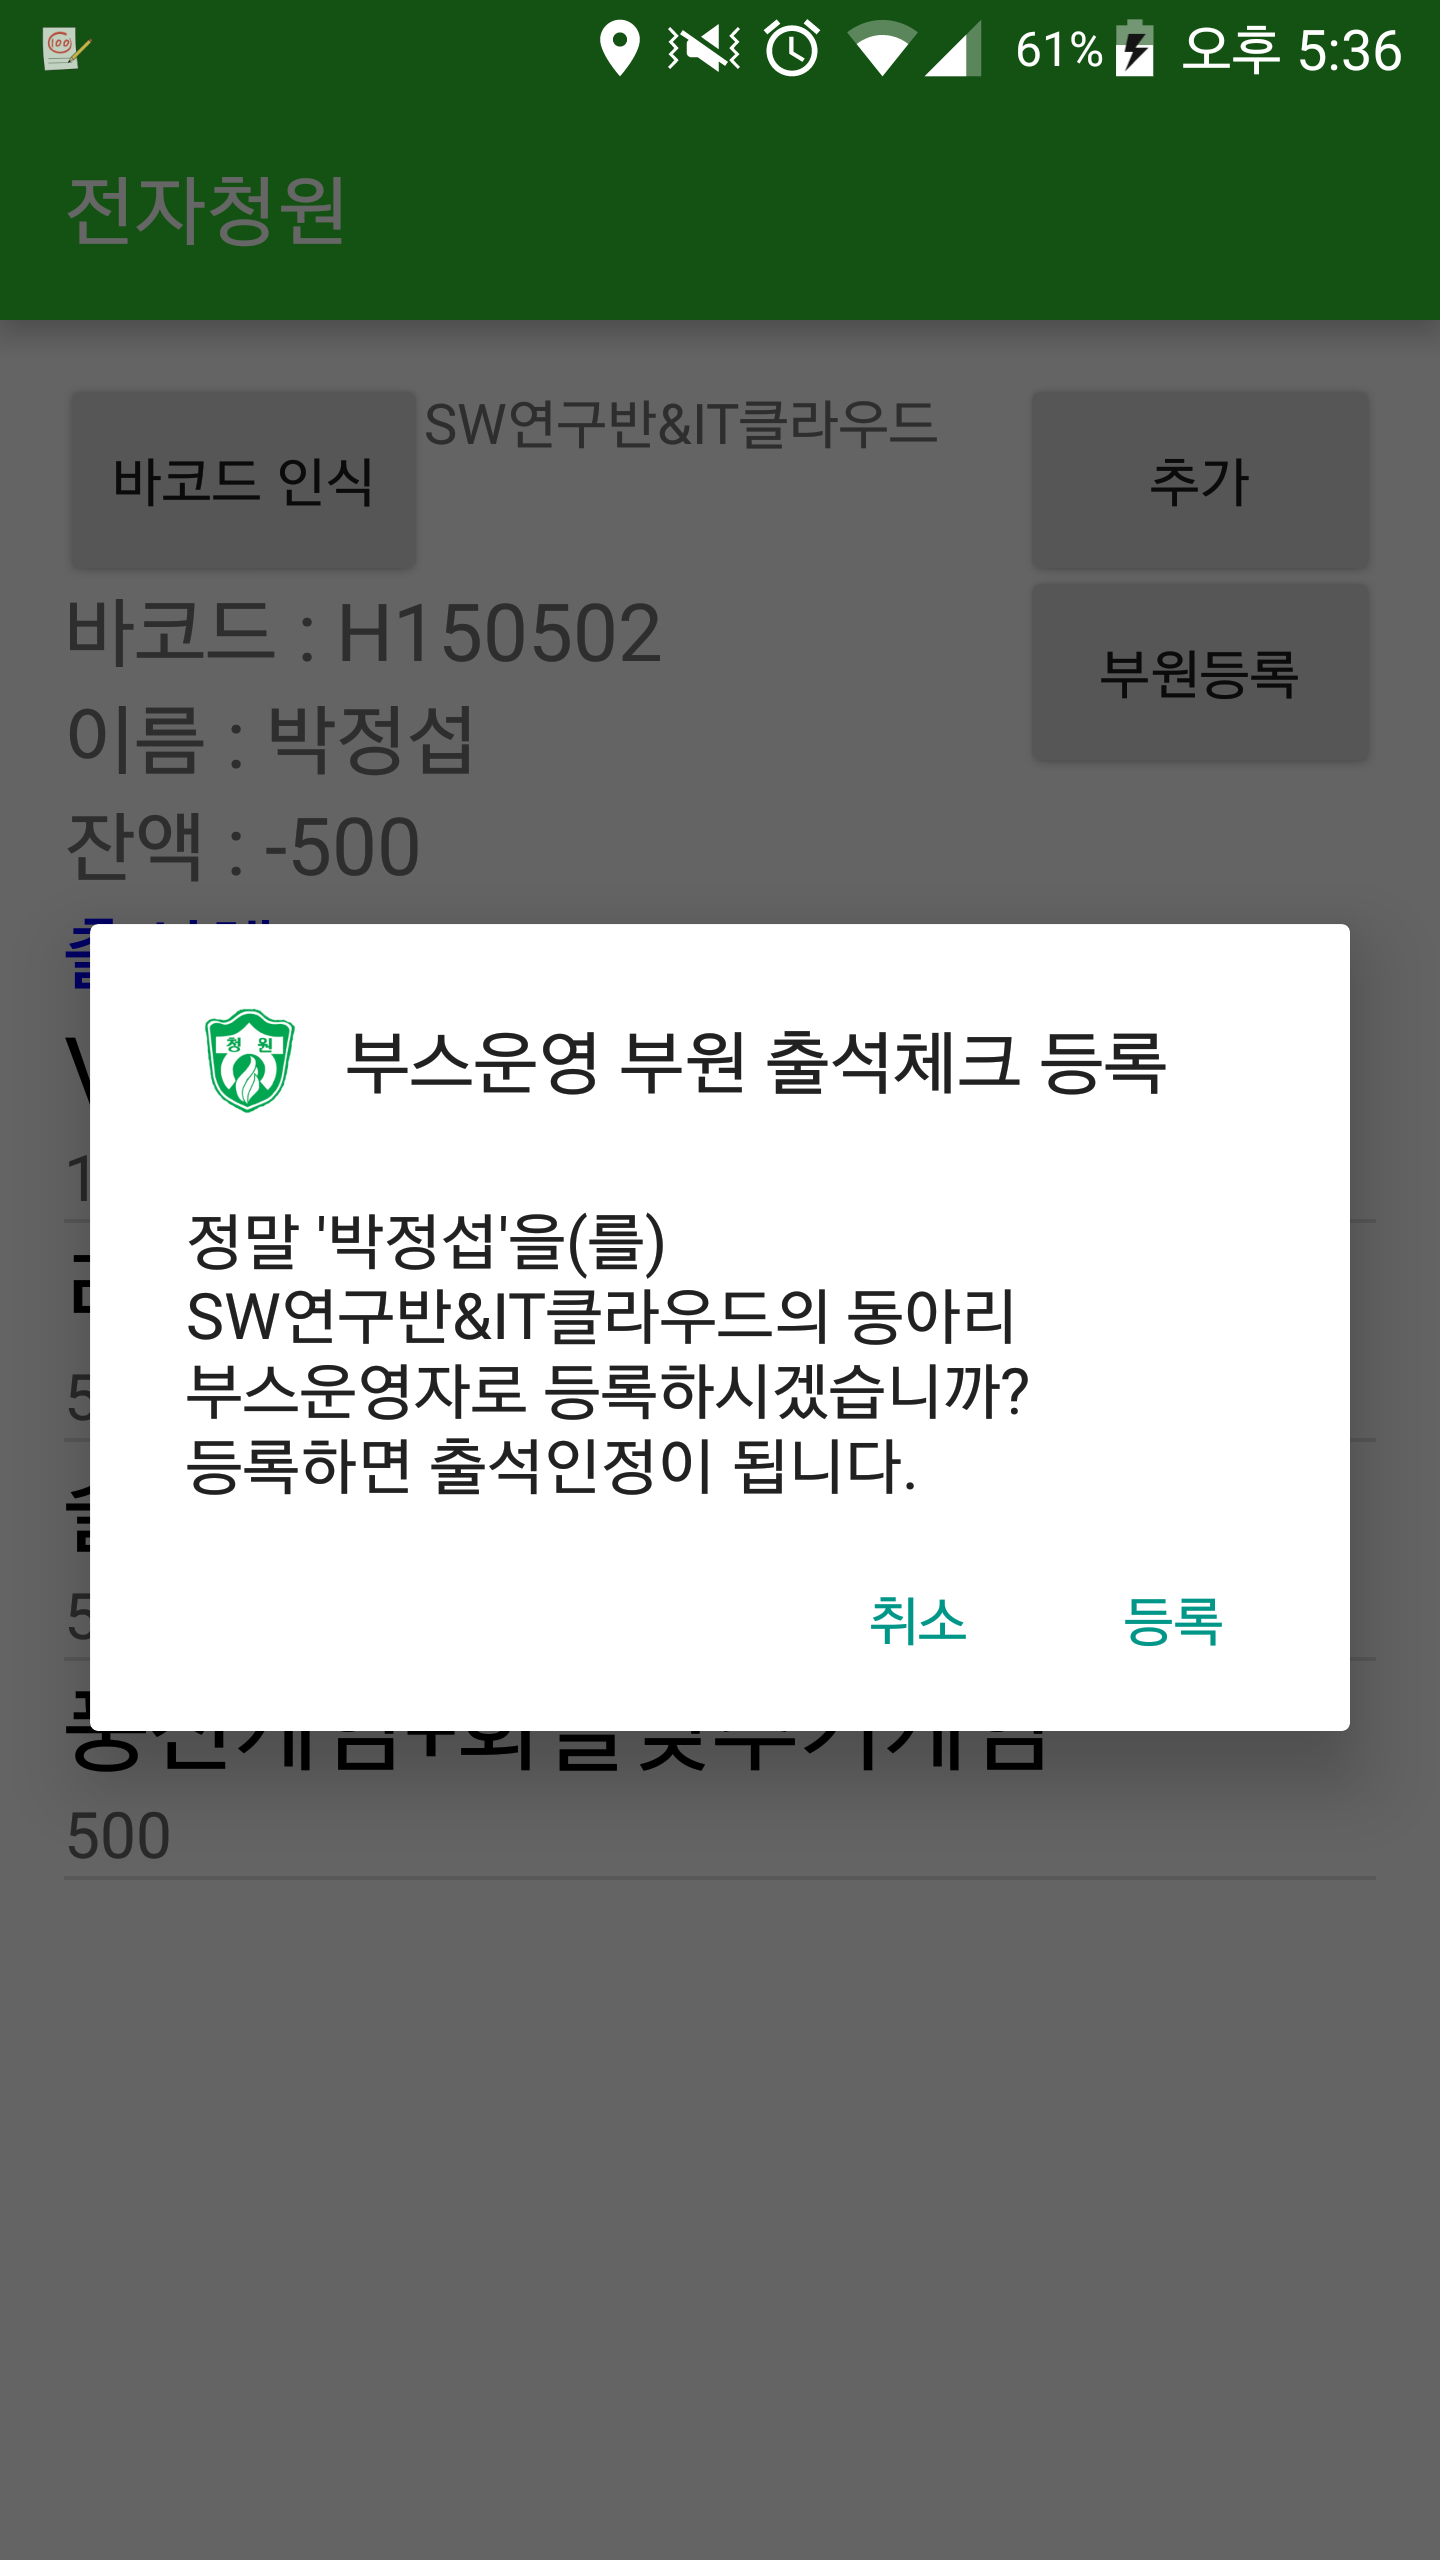 100
61%
오후 5:36
전자청원
바코드 인식
SW연구반&IT클라우드
추가
바코드 : H150502
부원등록
이름 : 박정섭
잔액 : -500
청 원
부스운영 부원 출석체크 등록
정말 '박정섭'을(를)
SW연구반&IT클라우드의 동아리
부스운영자로 등록하시겠습니까?
등록하면 출석인정이 됩니다.
취소
등록
500